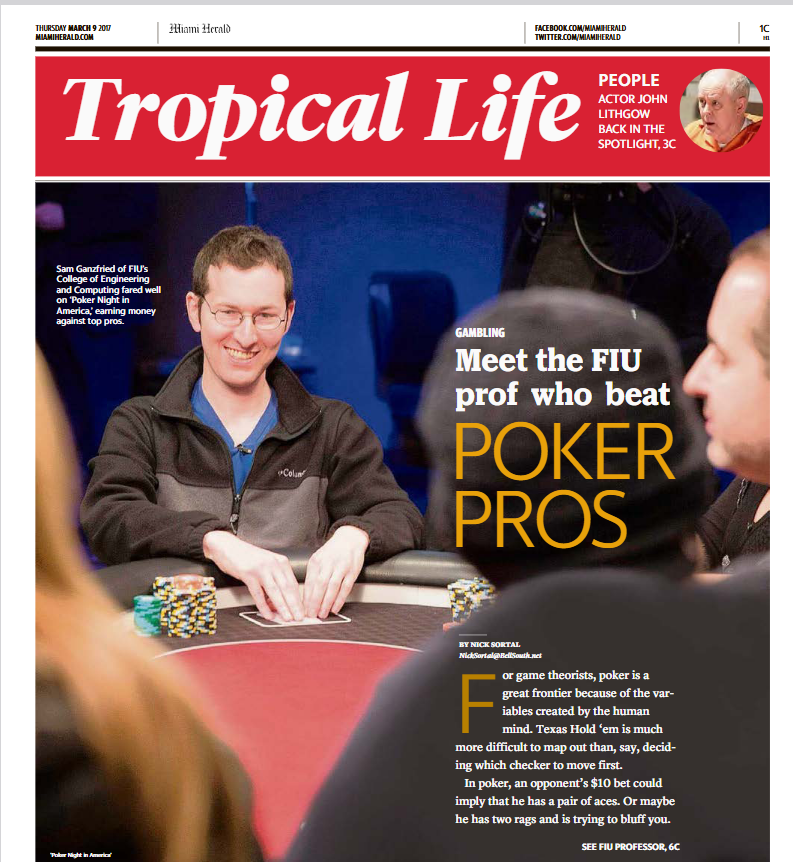 THURSDAY MARCH 9 2017
MIAMIHERALD.COM
Miami Herald
FACEBOOK.COM/MIAMIHERALD
TWITTER.COM/MIAMIHERALD
1C
H1
Tropical Life
PEOPLE
ACTOR JOHN
LITHGOW
BACK IN THE
SPOTLIGHT, 3C
Sam Ganzfried of FIU's
College of Engineering
and Computing fared well
on 'Poker Night in
America,' earning money
against top pros.
GAMBLING
Meet the FIU
prof who beat
POKER
PROS
BY NICK SORTAL
NickSortal@BellSouth.net
For game theorists, poker is a
great frontier because of the var-
iables created by the human
mind. Texas Hold ‘em is much
more difficult to map out than, say, decid-
ing which checker to move first.
In poker, an opponent’s $10 bet could
imply that he has a pair of aces. Or maybe
he has two rags and is trying to bluff you.
SEE FIU PROFESSOR, 6C
'Poker Night in America'